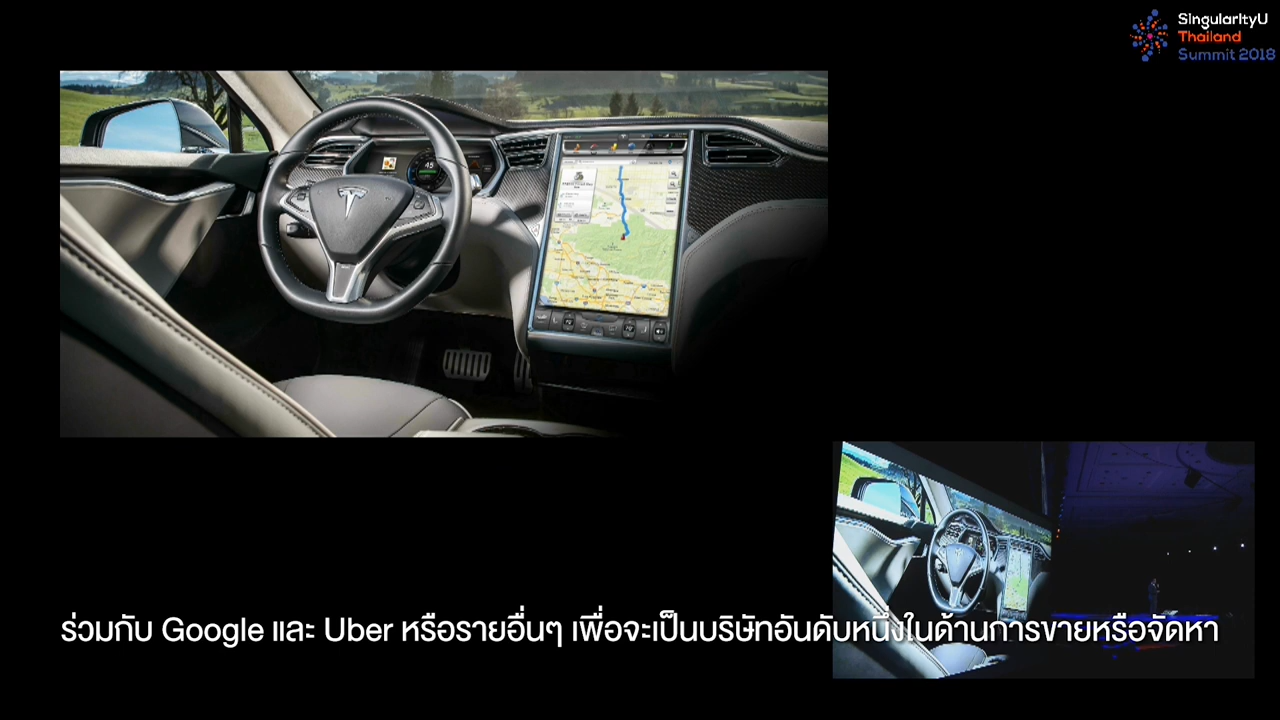 SingularityU
Thailand
Summit 2018
45
ร่วมกับ Google และ Uber หรือรายอื่นๆ เพื่อจะเป็นบริษัทอันดับหนึ่งในด้านการขายหรือจัดหา